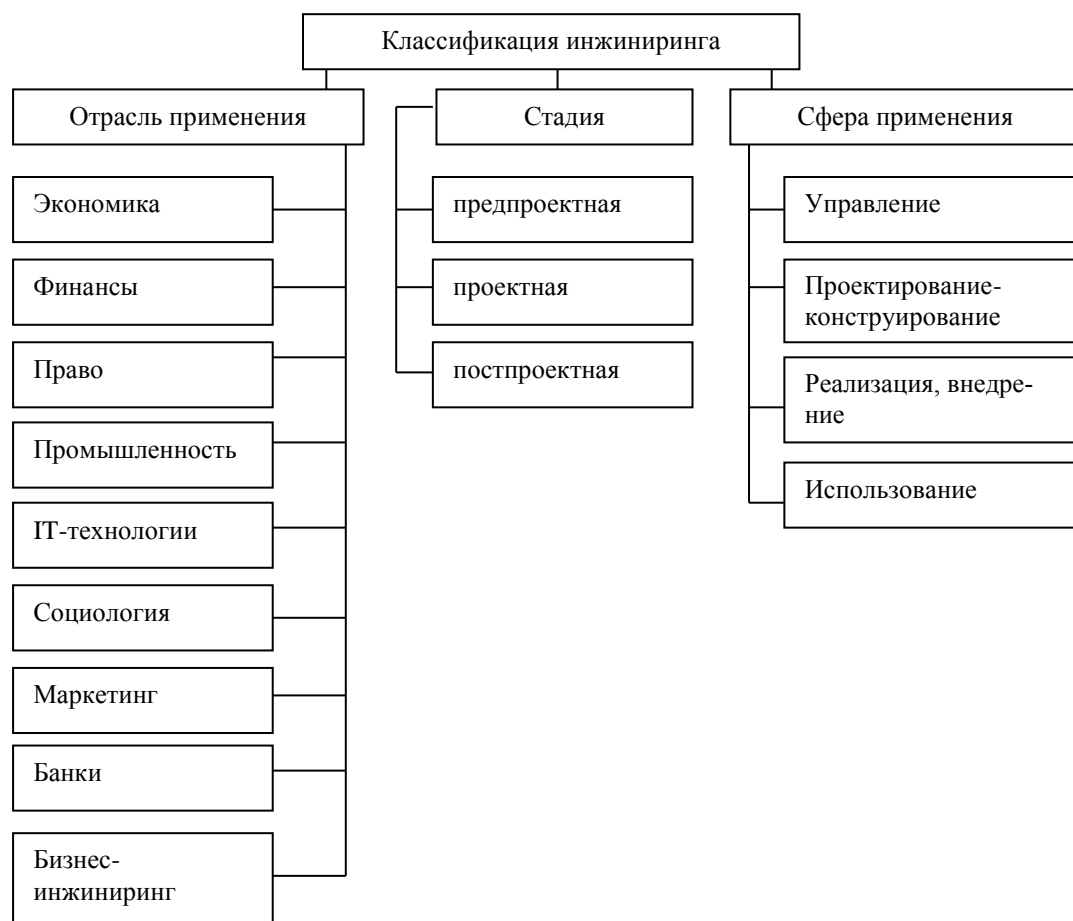 Классификация инжиниринга
Отрасль применения
Экономика
Финансы
Право
Промышленность
IT-технологии
Социология
Маркетинг
Банки
Бизнес-
инжиниринг
Стадия
предпроектная
проектная
постпроектная
Сфера применения
Управление
Проектирование-
конструирование
Реализация, внедре-
ние
Использование